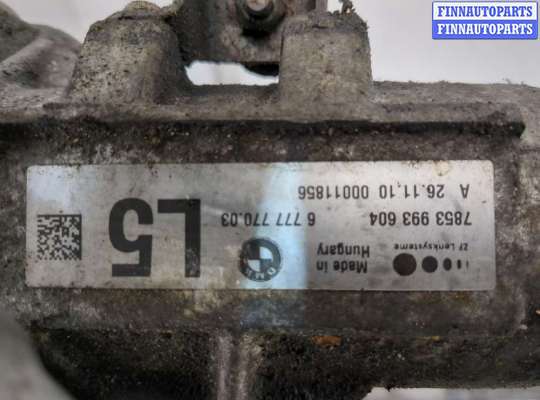 FINNAUTOPARTS
FINNAUTOPARTS
ZF Lenksysteme
Made in
Hungary
BMW
L5
7853 993 604
6 777 770.03
A 26.11.10 00011856